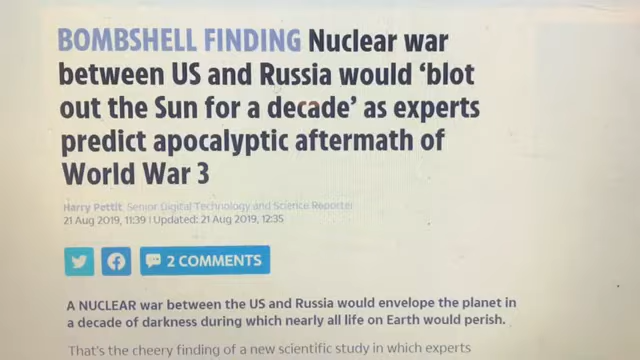 BOMBSHELL FINDING Nuclear war
between US and Russia would ‘blot
out the Sun for a decade’ as experts
predict apocalyptic aftermath of
World War 3
Harry Pettit, Senior Digital Technology and Science Reporter
21 Aug 2019, 11:39 | Updated: 21 Aug 2019, 12:35
2 COMMENTS
A NUCLEAR war between the US and Russia would envelope the planet in
a decade of darkness during which nearly all life on Earth would perish.
That's the cheery finding of a new scientific study in which experts